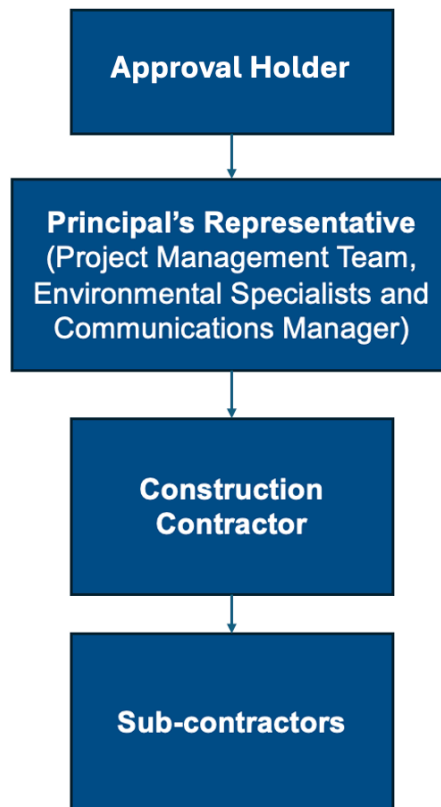 Approval Holder
Principal’s Representative
(Project Management Team,
Environmental Specialists and
Communications Manager)
Construction
Contractor
Sub-contractors